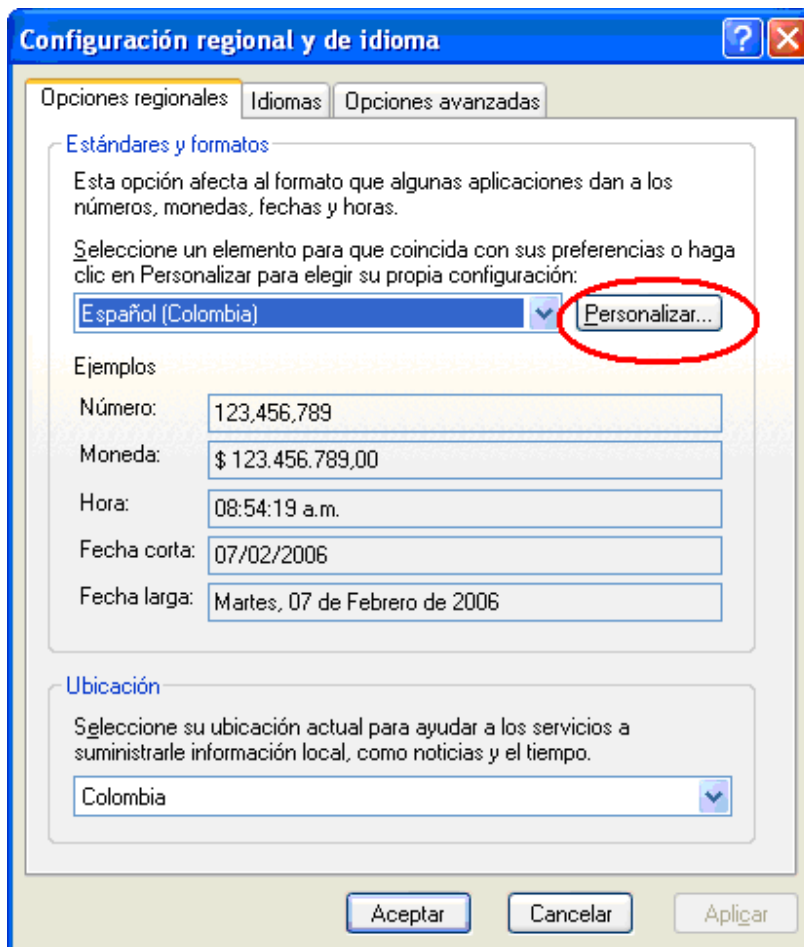 Configuración regional y de idioma
Opciones regionales
Idiomas
Opciones avanzadas
Estándares y formatos
Esta opción afecta al formato que algunas aplicaciones dan a los
números, monedas, fechas y horas.
Seleccione un elemento para que coincida con sus preferencias o haga
clic en Personalizar para elegir su propia configuración:
Español (Colombia)
Personalizar...
Ejemplos
Número:
123,456,789
Moneda:
$ 123.456.789,00
Hora:
08:54:19 a.m.
Fecha corta:
07/02/2006
Fecha larga:
Martes, 07 de Febrero de 2006
Ubicación
Seleccione su ubicación actual para ayudar a los servicios a
suministrarle información local, como noticias y el tiempo.
Colombia
Aceptar
Cancelar
Aplicar